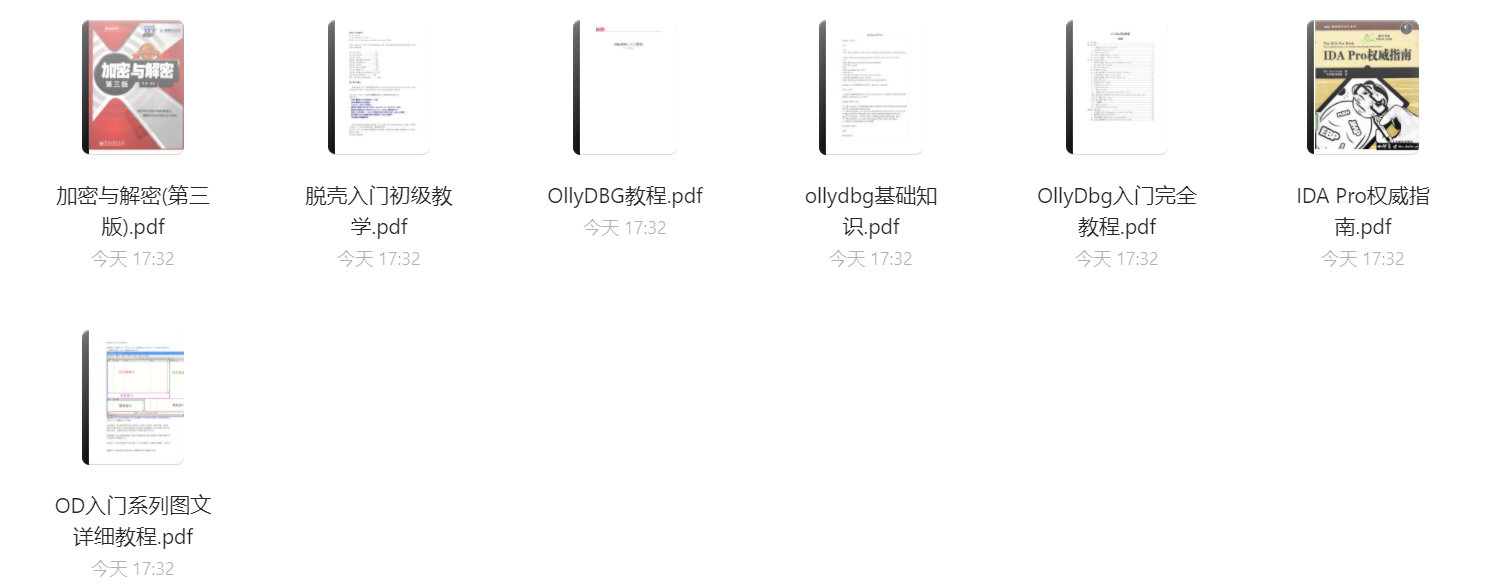 加密与解密
第三版
The IDA Pro Book
IDA Pro权威指南
加密与解密(第三
版).pdf
今天 17:32
脱壳入门初级教
学.pdf
今天 17:32
OllyDBG教程.pdf
今天 17:32
ollydbg基础知
识.pdf
今天 17:32
OllyDbg入门完全
教程.pdf
今天 17:32
IDA Pro权威指
南.pdf
今天 17:32
OD入门系列图文
详细教程.pdf
今天 17:32